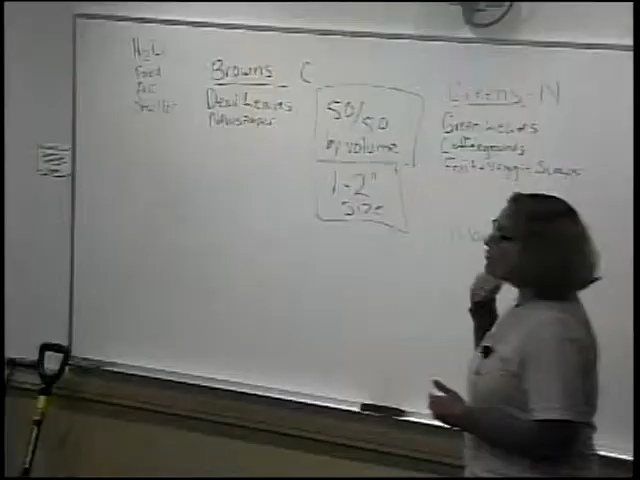 H2O
Food
Air
Shelter
Browns C
Dead Leaves
Newspaper
50/50
by volume
1-2"
Size
Greens - N
Green Leaves
Coffee grounds
Fruit + Veggie Scraps